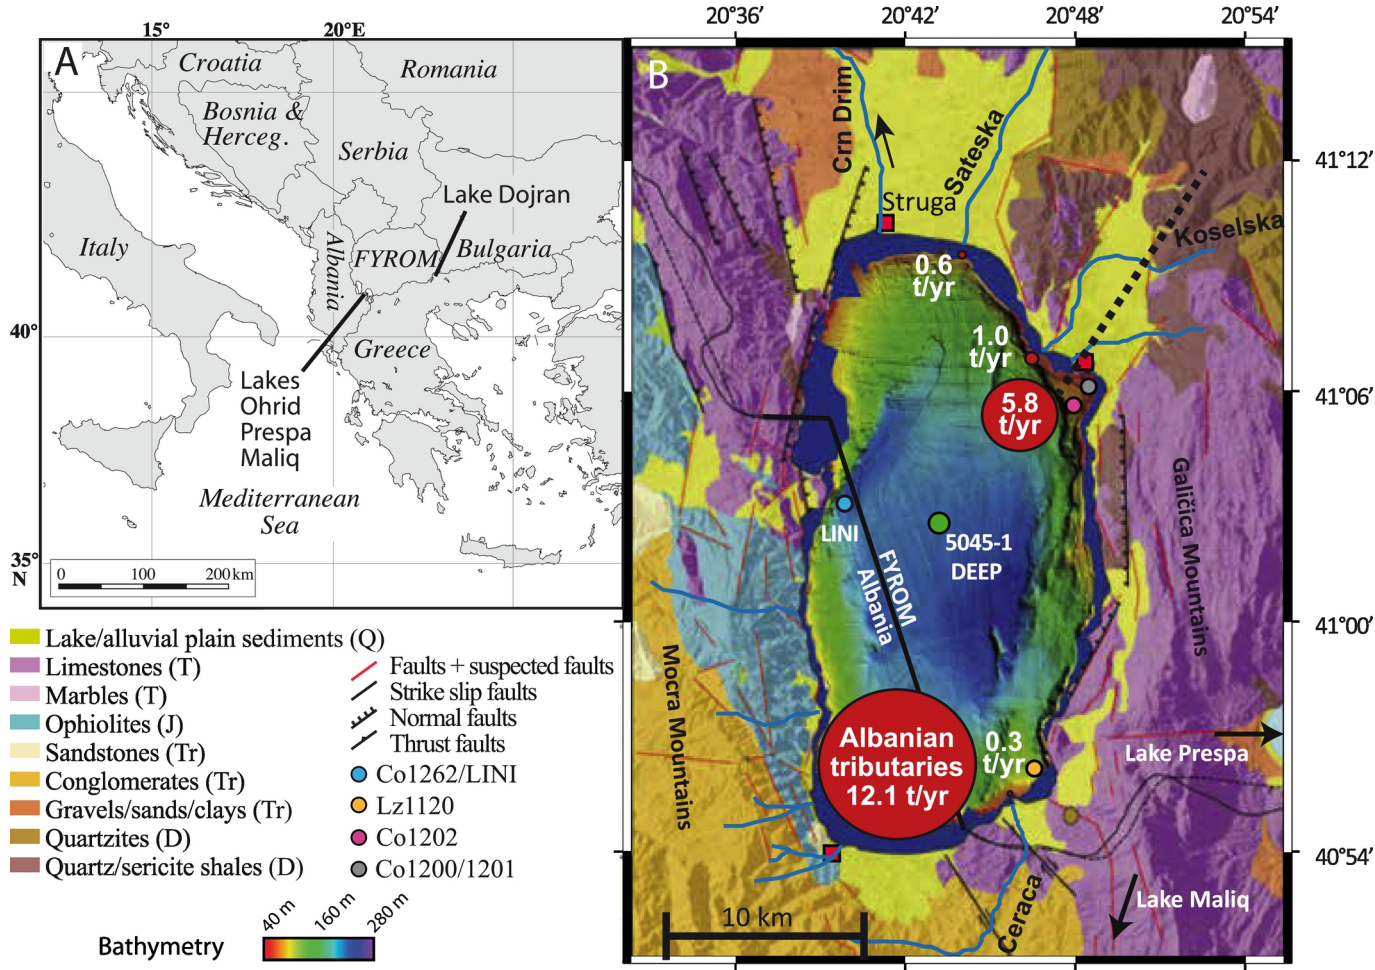 A
15°
20°E
Croatia
Romania
Bosnia &
Herceg.
Serbia
Lake Dojran
Italy
Albania
FYROM
Bulgaria
40°
Greece
Lakes
Ohrid
Prespa
Maliq
Mediterranean
Sea
35°
N
0 100 200 km
Lake/alluvial plain sediments (Q)
Limestones (T)
Marbles (T)
Ophiolites (J)
Sandstones (Tr)
Conglomerates (Tr)
Gravels/sands/clays (Tr)
Quartzites (D)
Quartz/sericite shales (D)
Faults + suspected faults
Strike slip faults
Normal faults
Thrust faults
Co1262/LINI
Lz1120
Co1202
Co1200/1201
Bathymetry
40 m
160 m
280 m
20°36′ 20°42′ 20°48′ 20°54′
B
Crn Drim
Sateska
41°12′
Struga
Koselska
0.6
t/yr
1.0
t/yr
5.8
t/yr
41°06′
Galičica Mountains
LINI
5045-1
DEEP
FYROM
Albania
41°00′
Mocra Mountains
Albanian
tributaries
12.1 t/yr
0.3
t/yr
Lake Prespa
40°54′
Lake Maliq
Ceraca
10 km